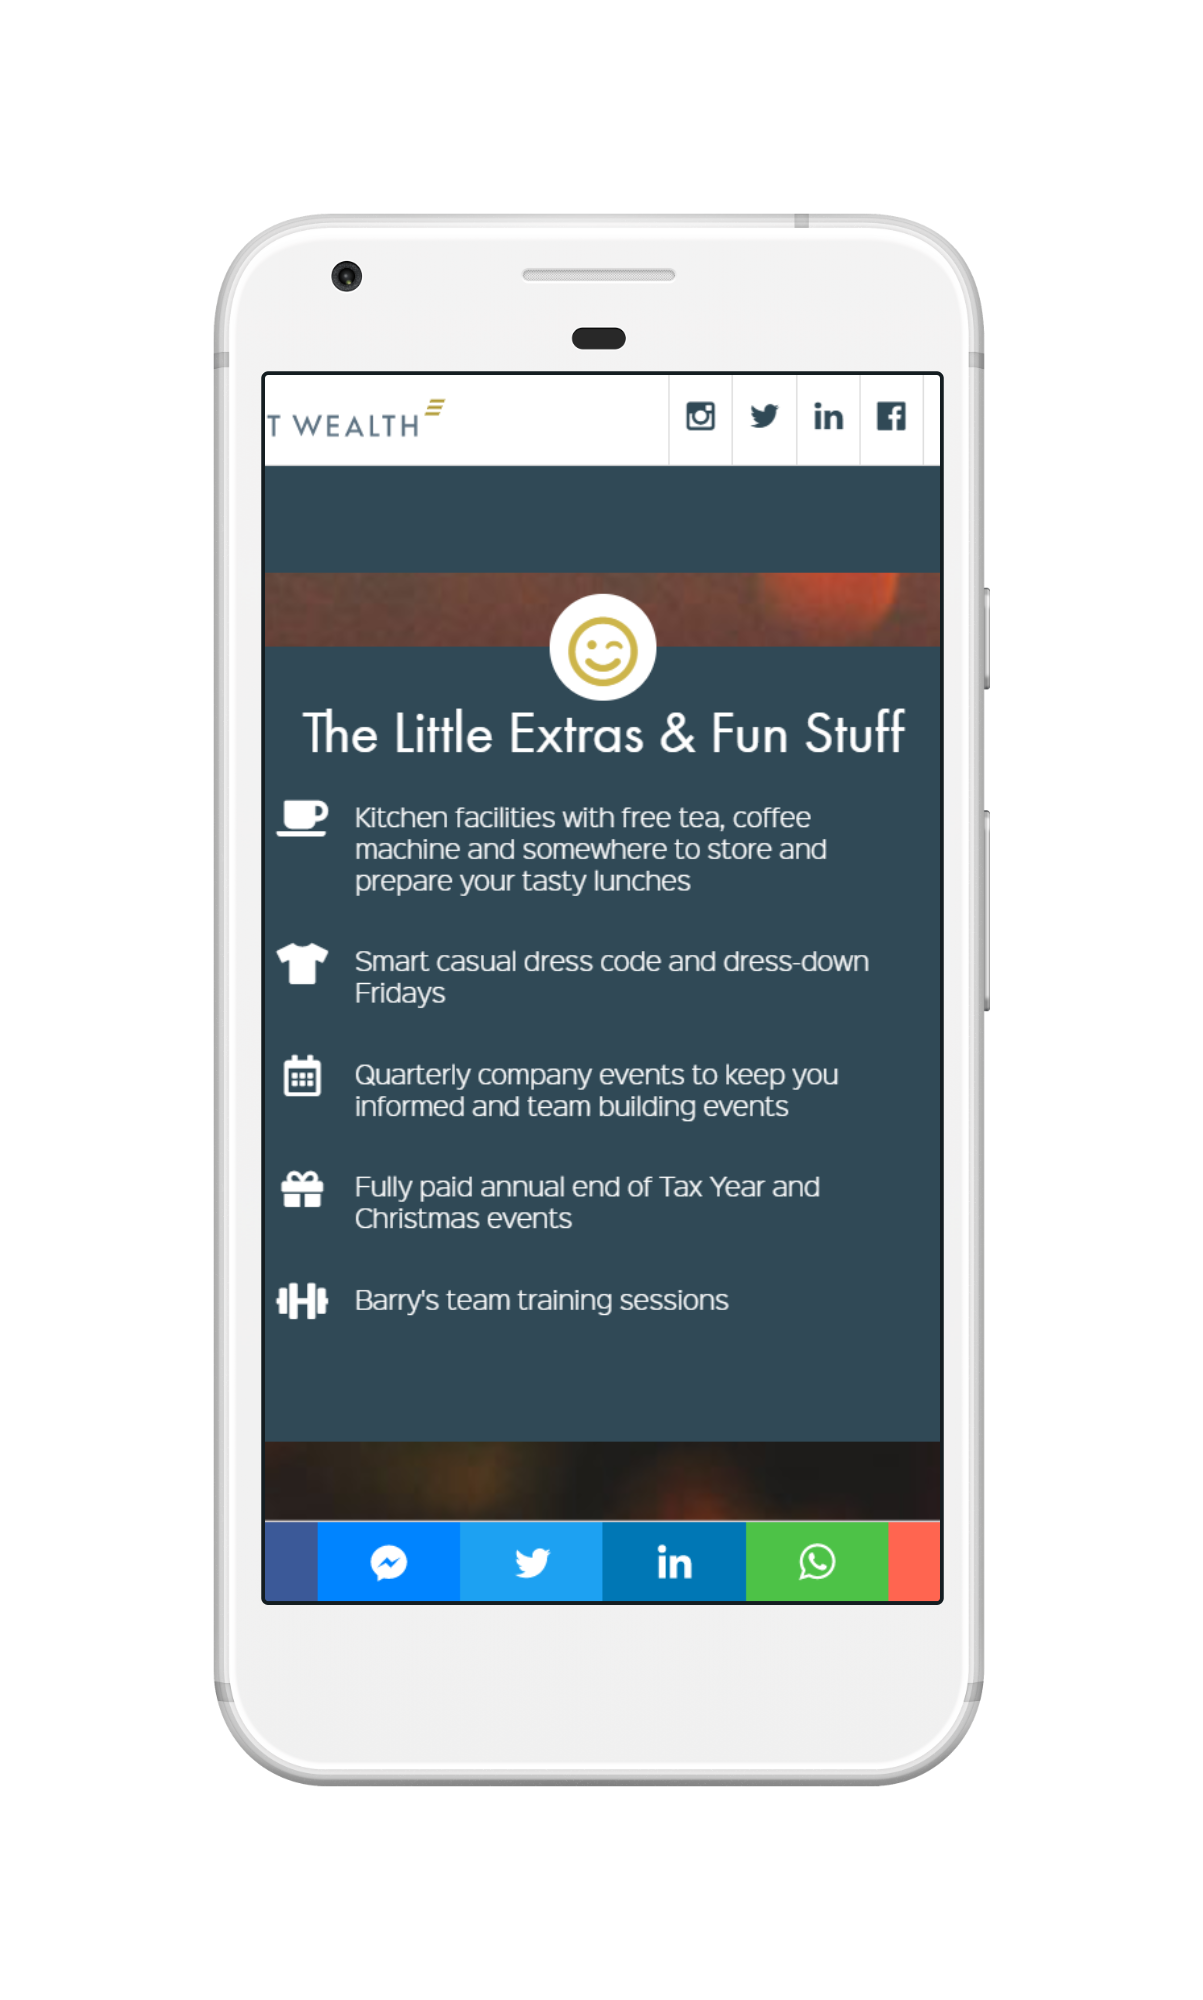 T WEALTH
The Little Extras & Fun Stuff
Kitchen facilities with free tea, coffee
machine and somewhere to store and
prepare your tasty lunches
Smart casual dress code and dress-down
Fridays
Quarterly company events to keep you
informed and team building events
Fully paid annual end of Tax Year and
Christmas events
Barry's team training sessions